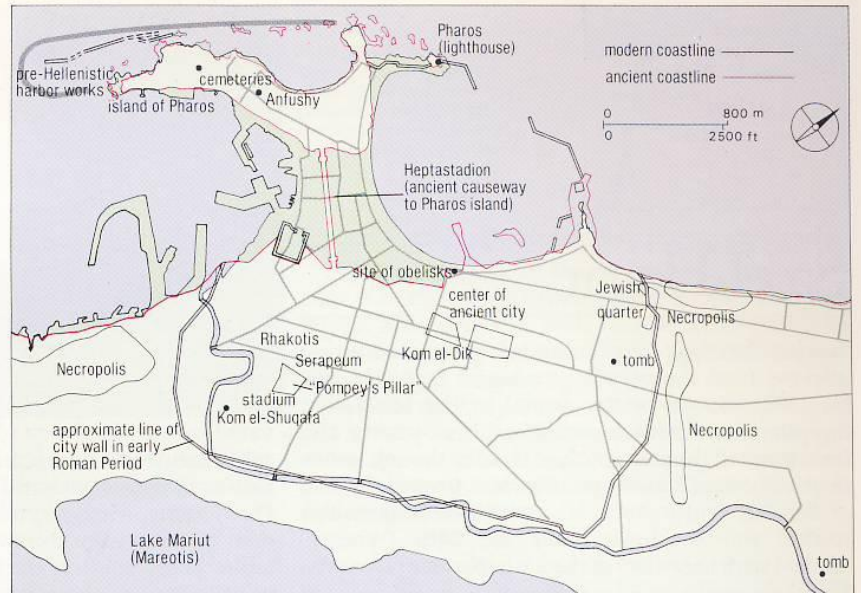 Pharos
(lighthouse)
modern coastline
ancient coastline
pre-Hellenistic
harbor works
cemeteries
Anfushy
island of Pharos
0 800 m
0 2500 ft
Heptastadion
(ancient causeway
to Pharos island)
site of obelisks
center of
ancient city
Jewish
quarter
Necropolis
Rhakotis
Serapeum
Kom el-Dik
tomb
Necropolis
"Pompey's Pillar"
stadium
Kom el-Shuqafa
approximate line of
city wall in early
Roman Period
Necropolis
Lake Mariut
(Mareotis)
tomb